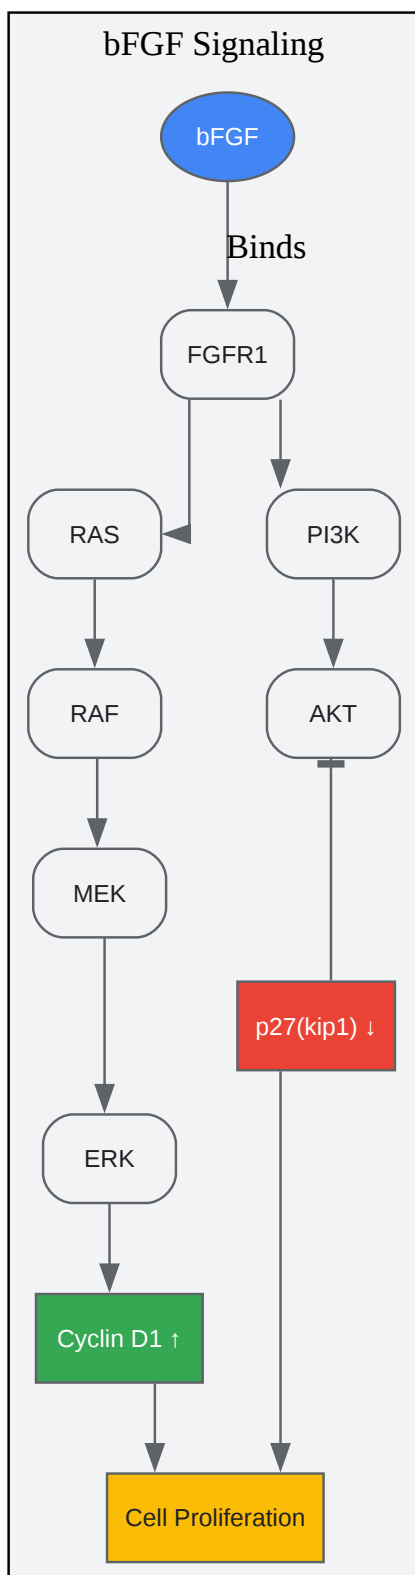 bFGF Signaling
bFGF
Binds
FGFR1
RAS
PI3K
RAF
AKT
MEK
p27(kip1) ↓
ERK
Cyclin D1 ↑
Cell Proliferation